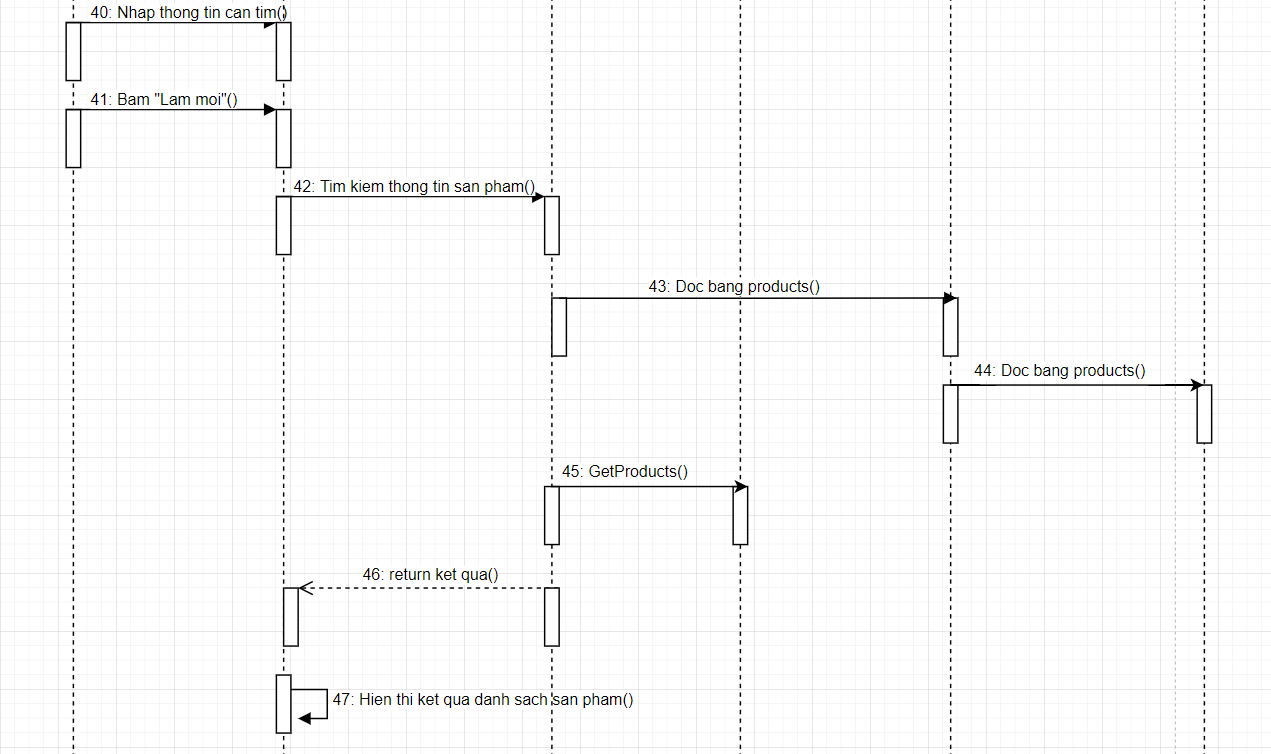 40: Nhap thong tin can tim()
41: Bam "Lam moi"()
42: Tim kiem thong tin san pham()
43: Doc bang products()
44: Doc bang products()
45: GetProducts()
46: return ket qua()
47: Hien thi ket qua danh sach san pham()